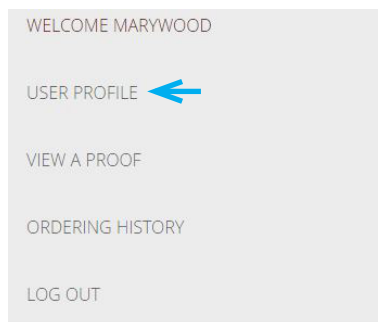 WELCOME MARYWOOD
USER PROFILE
VIEW A PROOF
ORDERING HISTORY
LOG OUT